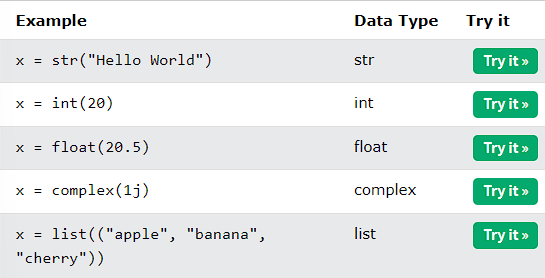 Example Data Type Try it
x = str("Hello World") str Try it »
x = int(20) int Try it »
x = float(20.5) float Try it »
x = complex(1j) complex Try it »
x = list(("apple", "banana", list Try it »
"cherry"))